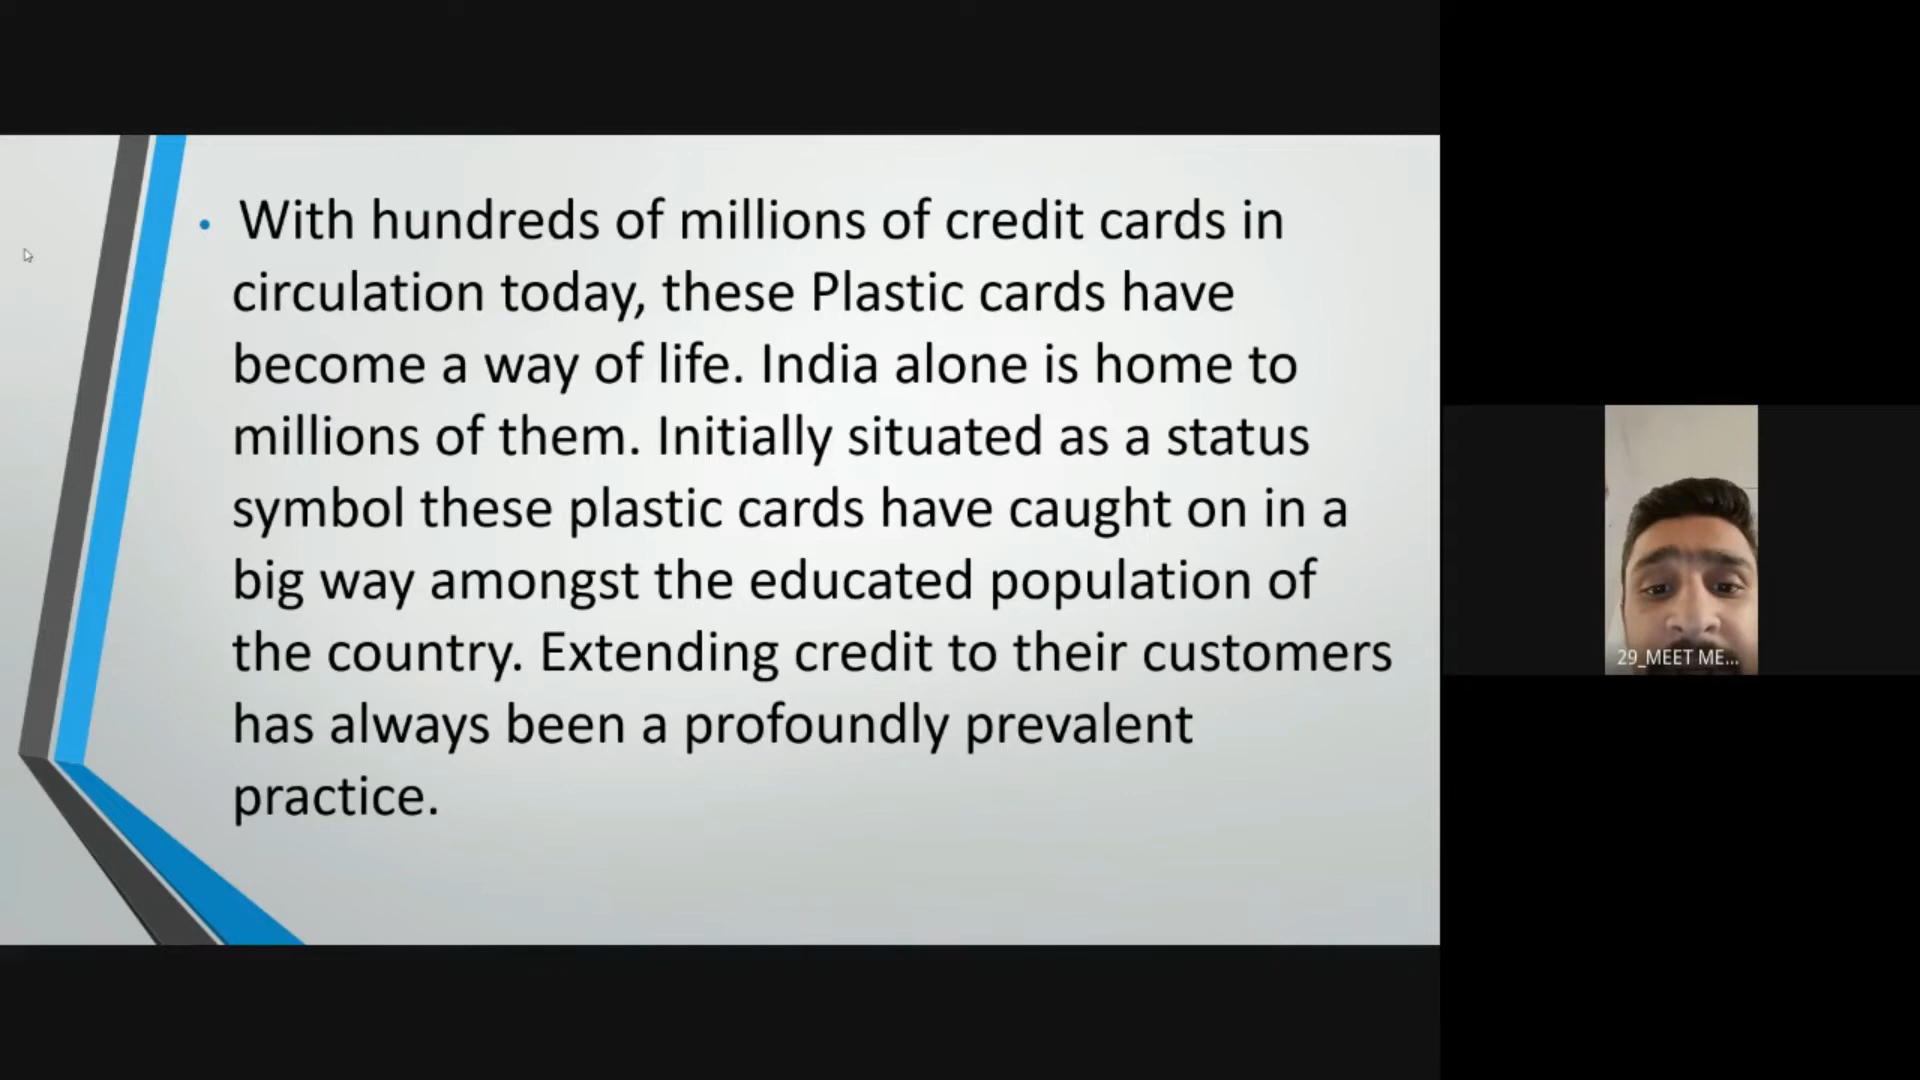 • With hundreds of millions of credit cards in
circulation today, these Plastic cards have
become a way of life. India alone is home to
millions of them. Initially situated as a status
symbol these plastic cards have caught on in a
big way amongst the educated population of
the country. Extending credit to their customers
has always been a profoundly prevalent
practice.
29_MEET ME...